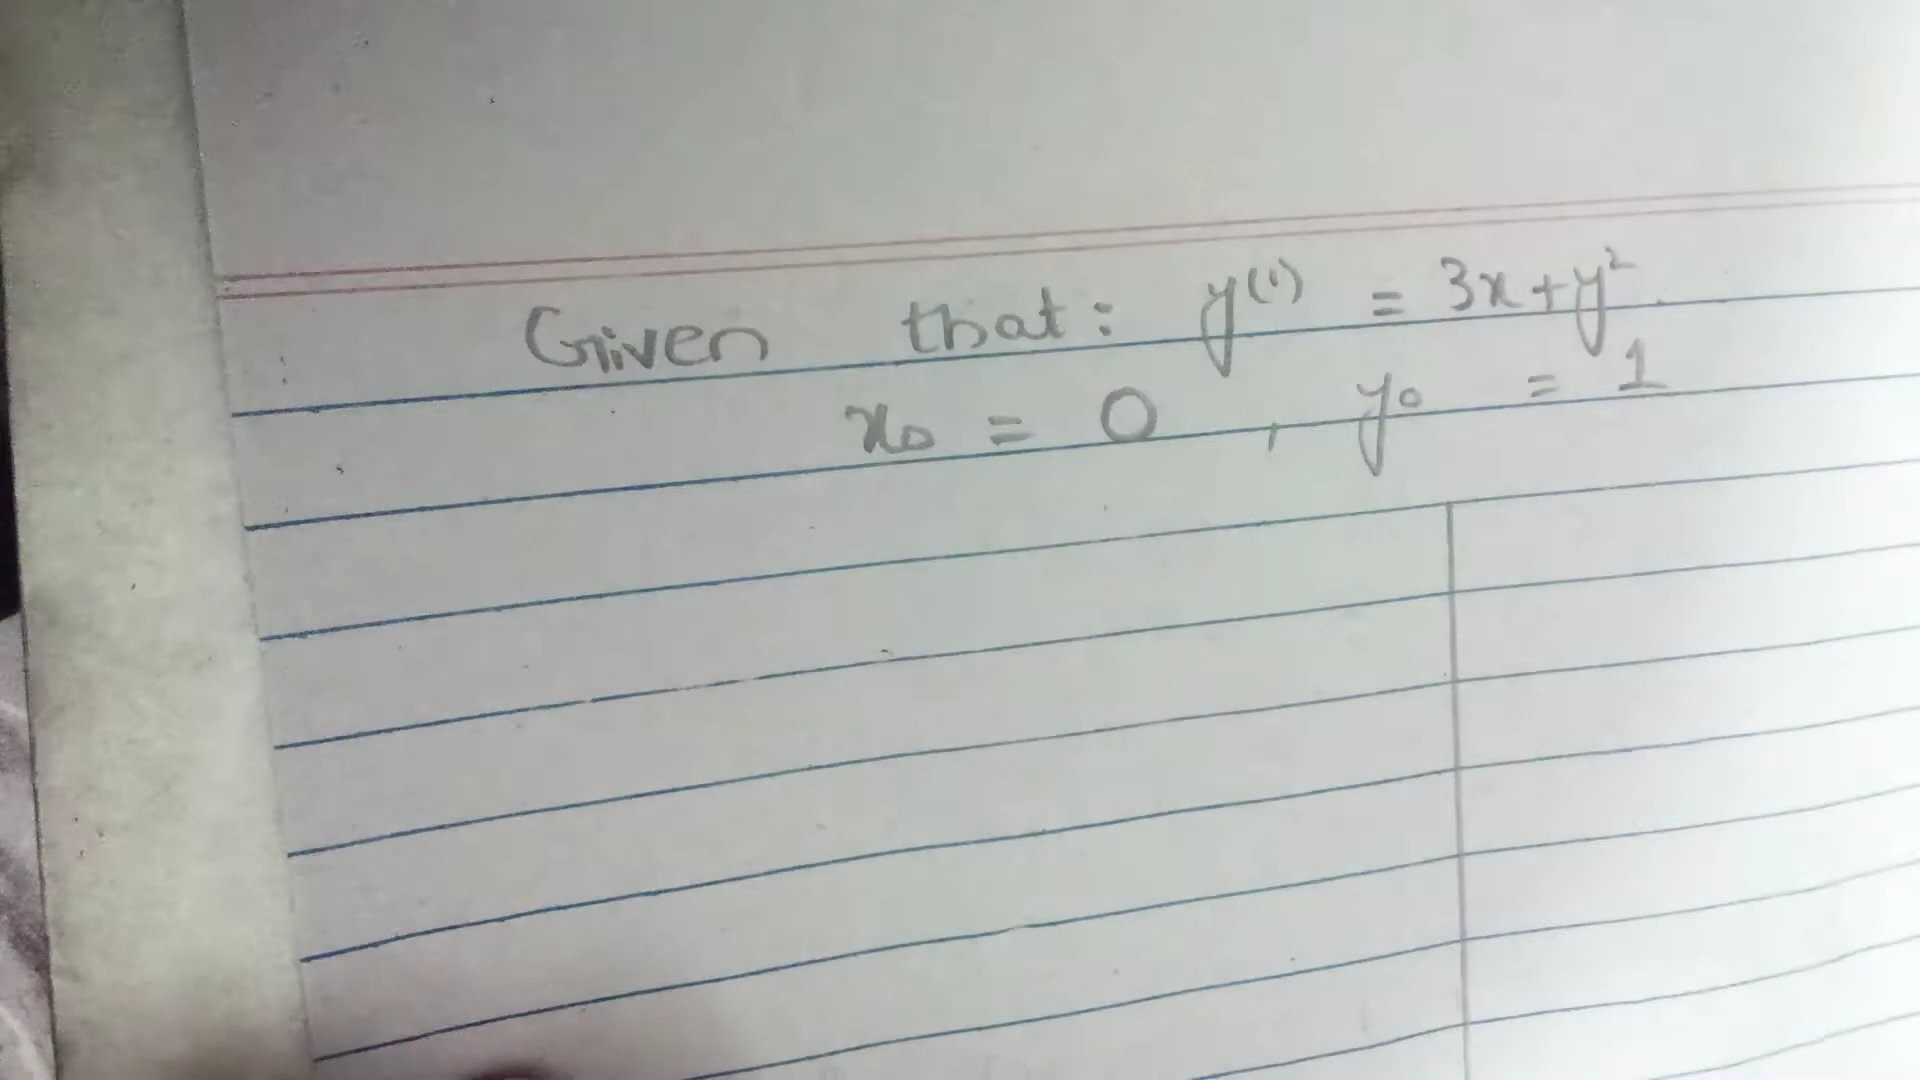 Given that: y⁽¹⁾ = 3x + y²
x₀ = 0 , y₀ = 1